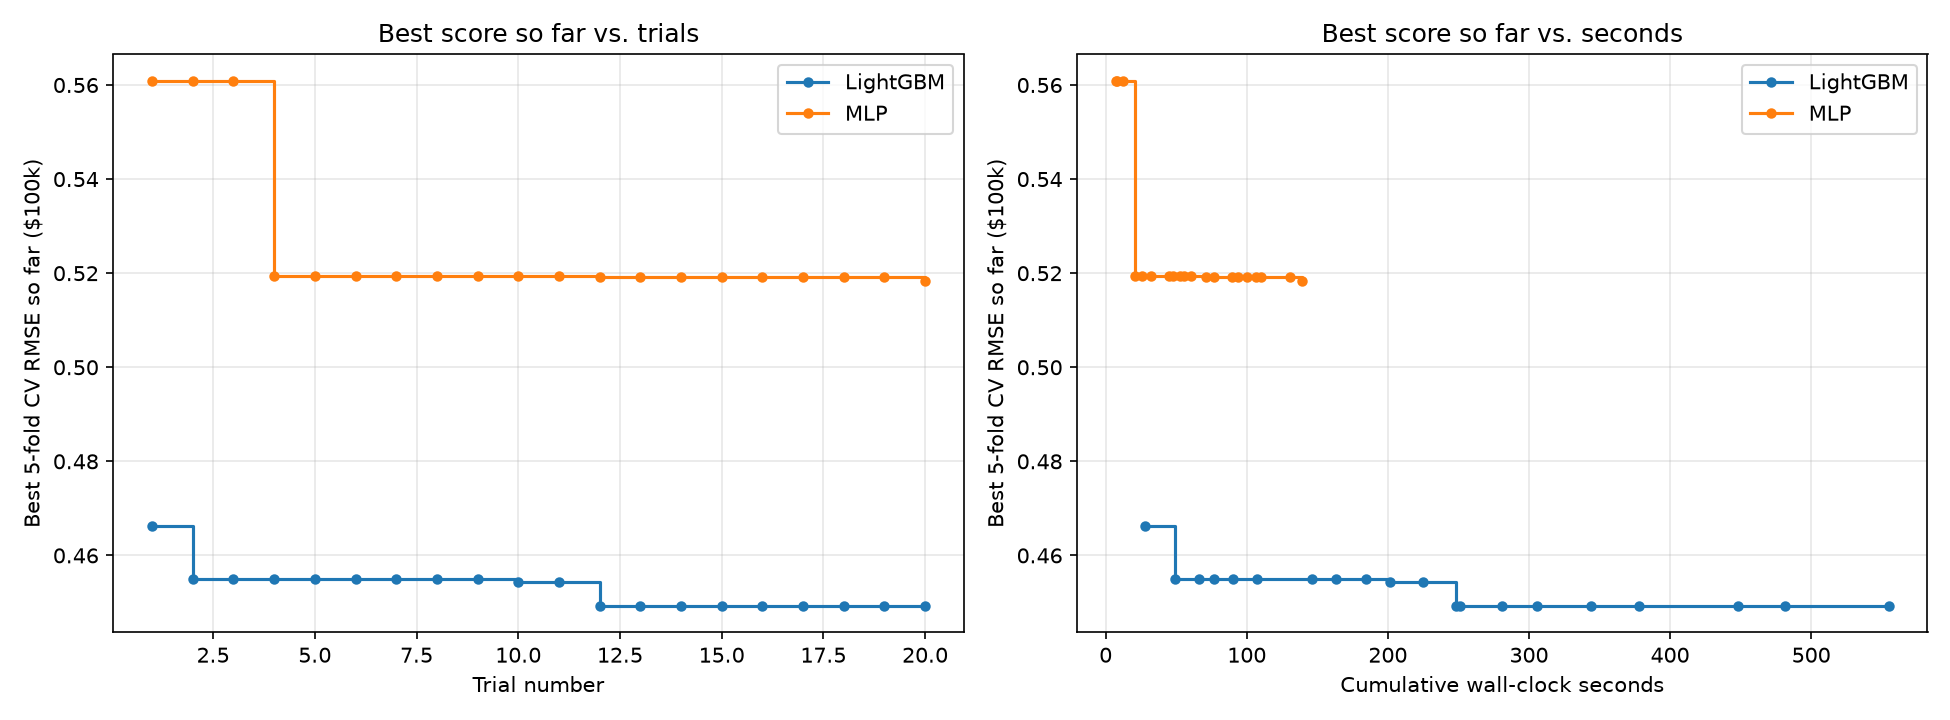 Best score so far vs. trials
Best 5-fold CV RMSE so far ($100k)
0.56
0.54
0.52
0.50
0.48
0.46
LightGBM
MLP
2.5 5.0 7.5 10.0 12.5 15.0 17.5 20.0
Trial number
Best score so far vs. seconds
Best 5-fold CV RMSE so far ($100k)
0.56
0.54
0.52
0.50
0.48
0.46
LightGBM
MLP
0 100 200 300 400 500
Cumulative wall-clock seconds